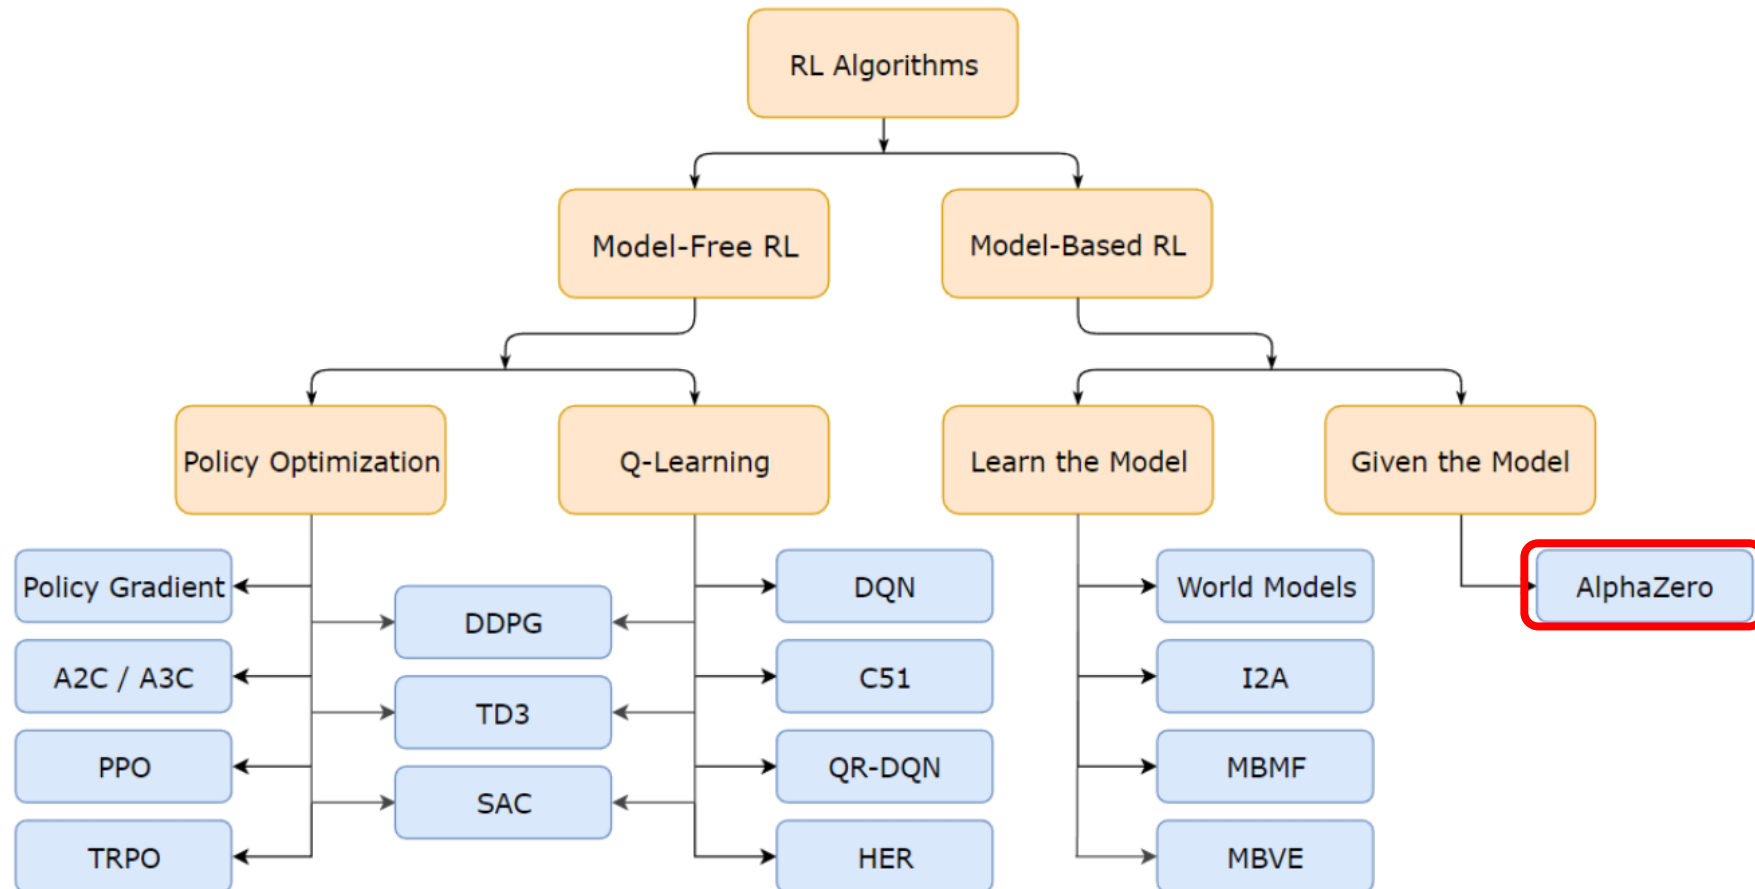 RL Algorithms
Model-Free RL
Model-Based RL
Policy Optimization
Q-Learning
Learn the Model
Given the Model
Policy Gradient
DDPG
DQN
World Models
AlphaZero
A2C / A3C
TD3
C51
I2A
PPO
SAC
QR-DQN
MBMF
TRPO
HER
MBVE